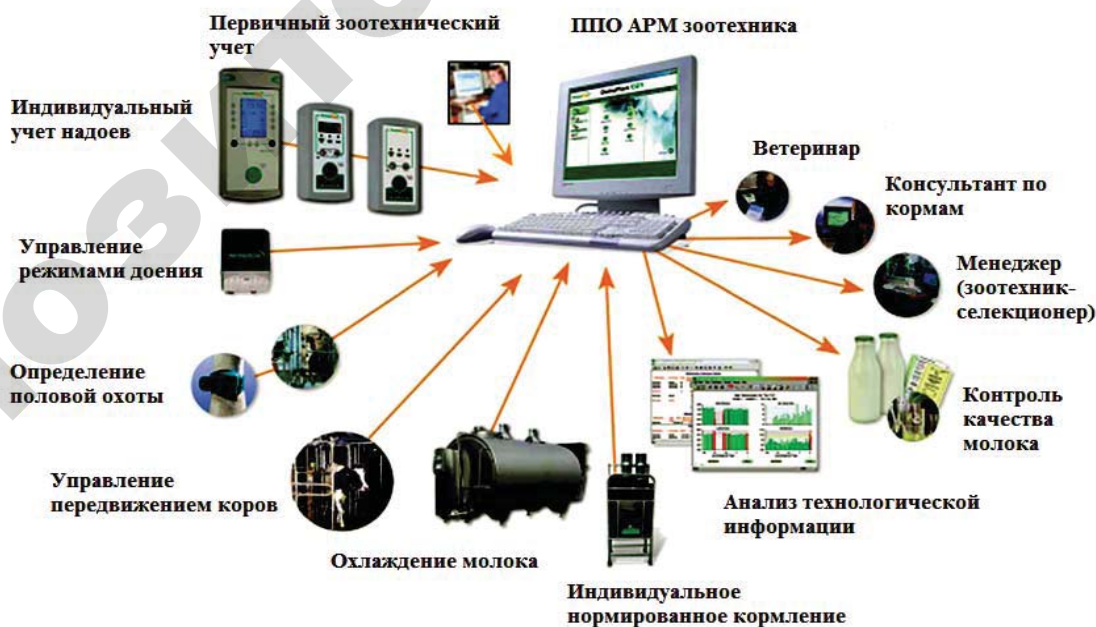 Первичный зоотехнический
учет
ППО АРМ зоотехника
Индивидуальный
учет надоев
Ветеринар
Консультант по
кормам
Управление
режимами доения
Менеджер
(зоотехник-
селекционер)
Определение
половой охоты
Контроль
качества
молока
Управление
передвижением коров
Анализ технологической
информации
Охлаждение молока
Индивидуальное
нормированное кормление